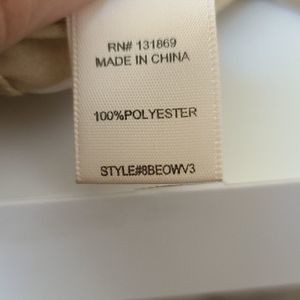 RN# 131869
MADE IN CHINA
100%POLYESTER
STYLE#8BEOWV3